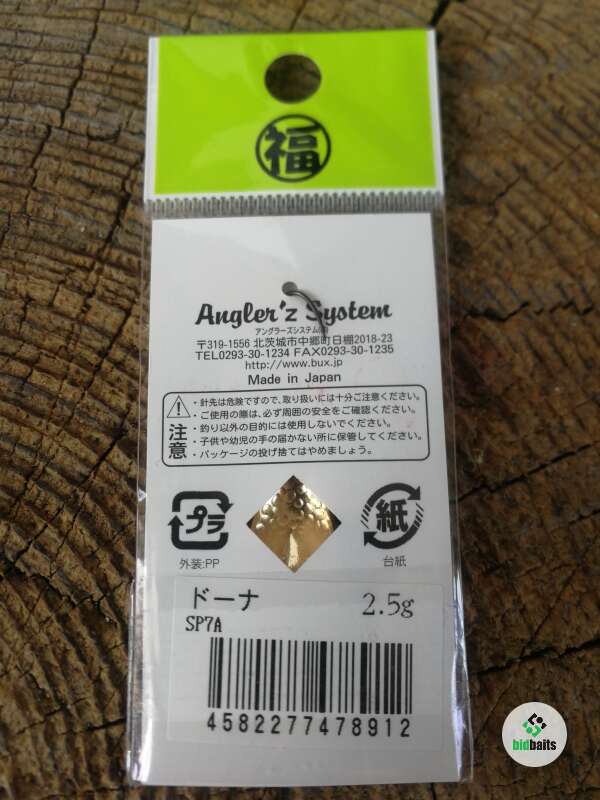 福
Angler'z System
アングラーズシステム㈲
〒319-1556 北茨城市中郷町日棚2018-23
TEL0293-30-1234 FAX0293-30-1235
http://www.bux.jp
Made in Japan
注意
・針先は危険ですので、取り扱いには十分ご注意ください。
・ご使用の際は、必ず周囲の安全をご確認ください。
・釣り以外の目的には使用しないでください。
・子供や幼児の手の届かない所に保管してください。
・パッケージの投げ捨てはやめましょう。
プラ
外装:PP
紙
台紙
ドーナ 2.5g
SP7A
4582277478912
bidbaits